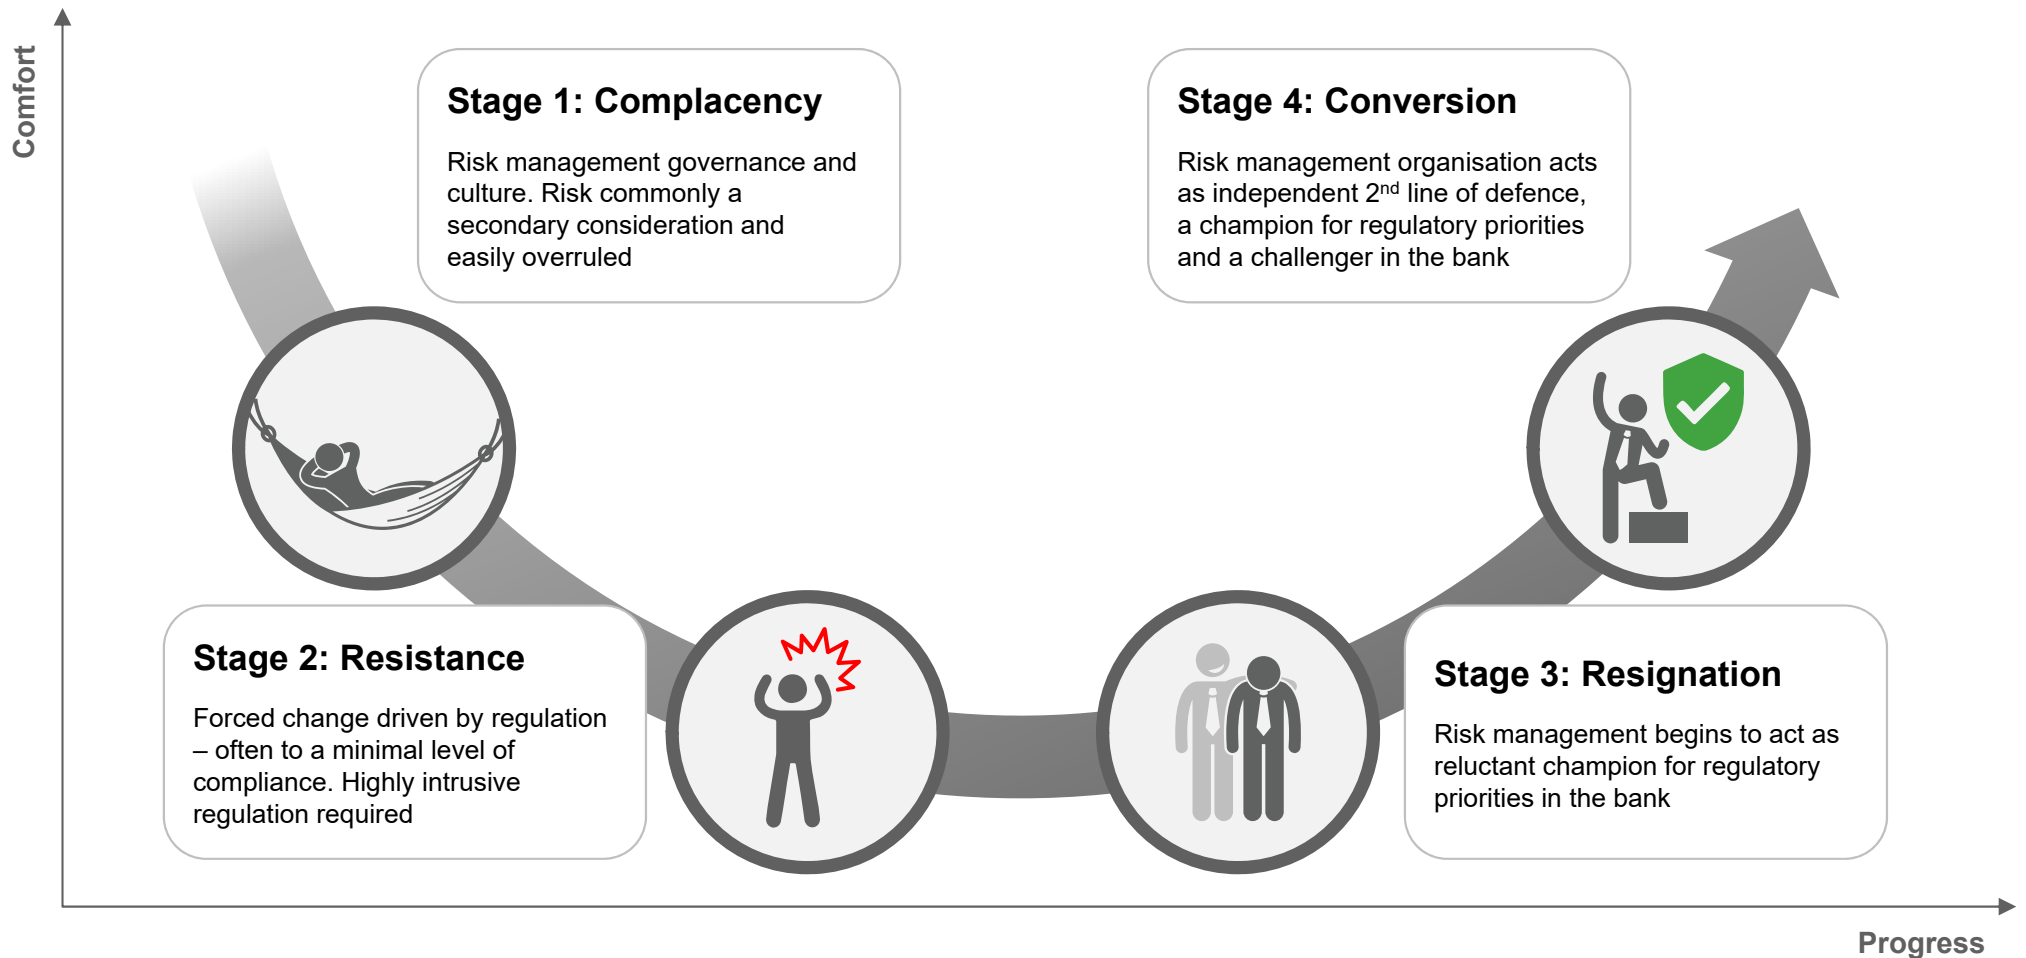 Comfort
Stage 1: Complacency
Risk management governance and
culture. Risk commonly a
secondary consideration and
easily overruled
Stage 4: Conversion
Risk management organisation acts
as independent 2nd line of defence,
a champion for regulatory priorities
and a challenger in the bank
Stage 2: Resistance
Forced change driven by regulation
– often to a minimal level of
compliance. Highly intrusive
regulation required
Stage 3: Resignation
Risk management begins to act as
reluctant champion for regulatory
priorities in the bank
Progress